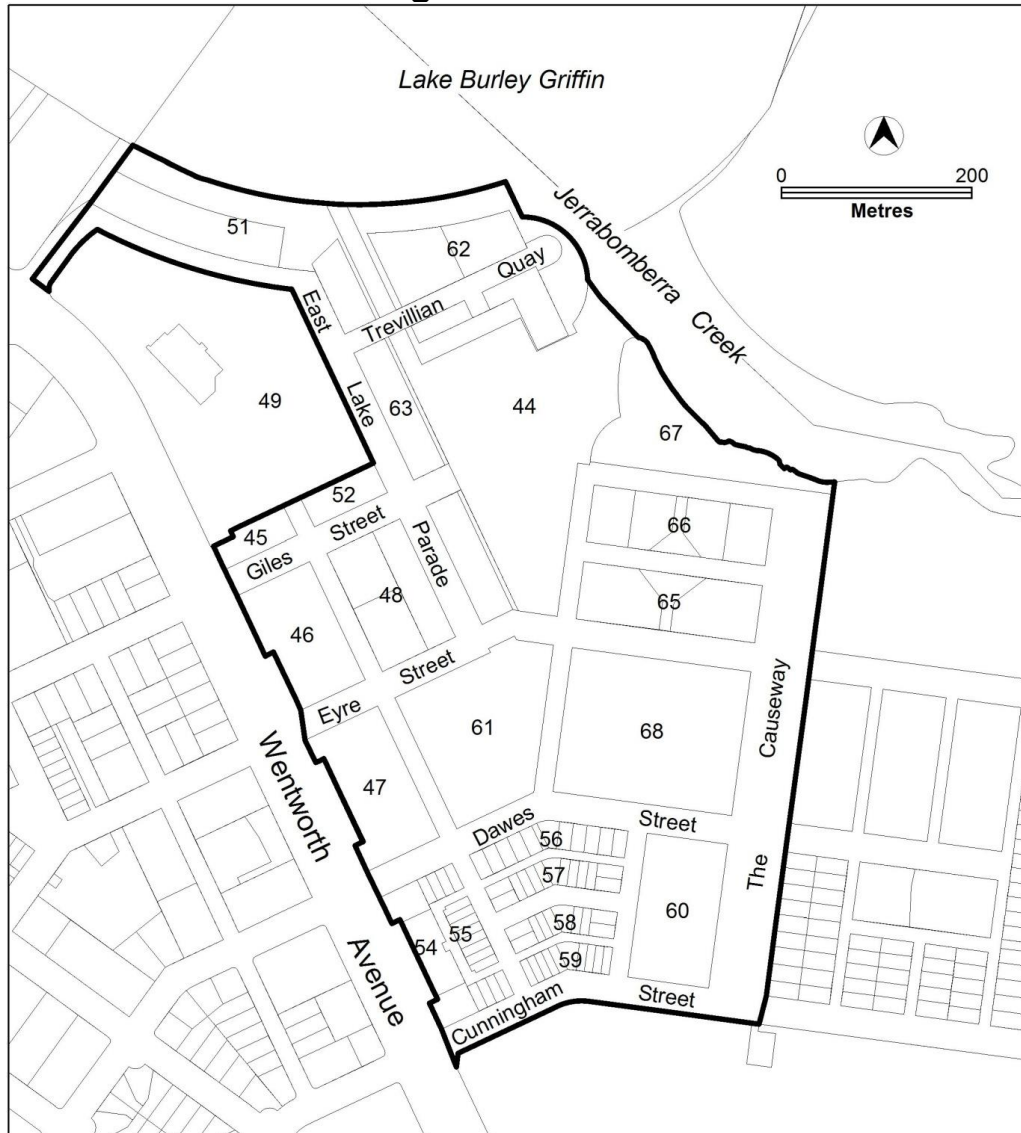 Lake Burley Griffin
0 200
Metres
Jerrabomberra Creek
51
62
Quay
Trevillian
East
Lake
Parade
49
63
44
67
52
45
Giles Street
66
48
65
46
Eyre Street
61
68
The Causeway
47
Wentworth Avenue
Dawes Street
56
57
58
59
60
55
54
Cunningham Street